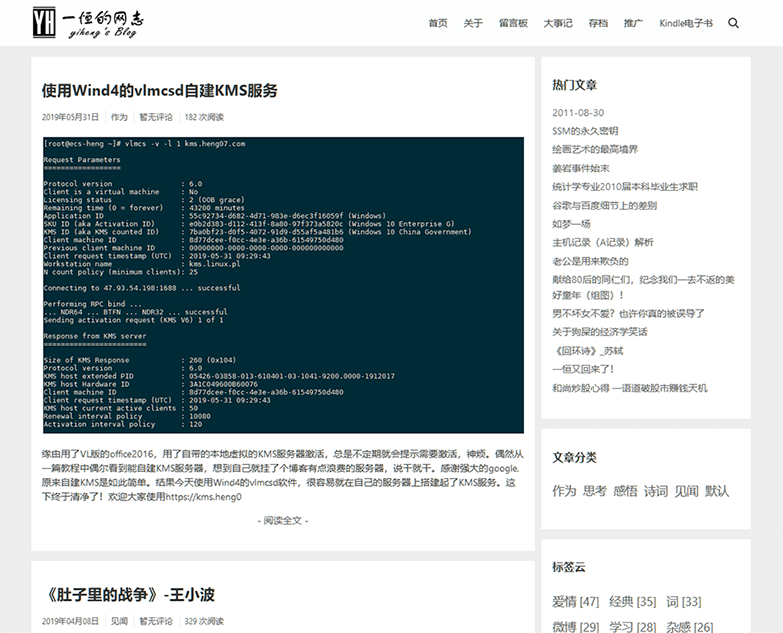 YH 一恒的网志
yiheng's Blog
首页 关于 留言板 大事记 存档 推广 Kindle电子书
使用Wind4的vlmcsd自建KMS服务
2019年05月31日 作为 暂无评论 182 次阅读
[root@ecs-heng ~]# vlmcs -v -l 1 kms.heng07.com
Request Parameters
==================
Protocol version : 6.0
Client is a virtual machine : No
Licensing status : 2 (OOB grace)
Remaining time (0 = forever) : 43200 minutes
Application ID : 55c92734-d682-4d71-983e-d6ec3f16059f (Windows)
SKU ID (aka Activation ID) : e0b2d383-d112-413f-8a80-97f373a5820c (Windows 10 Enterprise G)
KMS ID (aka KMS counted ID) : 7ba0bf23-d0f5-4072-91d9-d55af5a481b6 (Windows 10 China Government)
Client machine ID : 8d77dcee-f0cc-4e3e-a36b-61549750d480
Previous client machine ID : 00000000-0000-0000-0000-000000000000
Client request timestamp (UTC) : 2019-05-31 09:29:43
Workstation name : kms.linux.pl
N count policy (minimum clients): 25
Connecting to 47.93.54.198:1688 ... successful
Performing RPC bind ...
... NDR64 ... BTFN ... NDR32 ... successful
Sending activation request (KMS V6) 1 of 1
Response from KMS server
========================
Size of KMS Response : 260 (0x104)
Protocol version : 6.0
KMS host extended PID : 05426-03858-013-610401-03-1041-9200.0000-1912017
KMS host Hardware ID : 3A1C049600B60076
Client machine ID : 8d77dcee-f0cc-4e3e-a36b-61549750d480
Client request timestamp (UTC) : 2019-05-31 09:29:43
KMS host current active clients : 50
Renewal interval policy : 10080
Activation interval policy : 120
缘由用了VL版的office2016，用了自带的本地虚拟的KMS服务器激活，总是不定期就会提示需要激活，神烦。偶然从
一篇教程中偶尔看到能自建KMS服务器，想到自己就挂了个博客有点浪费的服务器，说干就干。感谢强大的google,
原来自建KMS是如此简单。结果今天使用Wind4的vlmcsd软件，很容易就在自己的服务器上搭建起了KMS服务。这
下终于清净了！欢迎大家使用https://kms.heng0
- 阅读全文 -
《肚子里的战争》-王小波
2019年04月08日 见闻 暂无评论 329 次阅读
热门文章
2011-08-30
SSM的永久密钥
绘画艺术的最高境界
姜岩事件始末
统计学专业2010届本科毕业生求职
谷歌与百度细节上的差别
如梦一场
主机记录（A记录）解析
老公是用来欺负的
献给80后的同仁们，纪念我们一去不返的美
好童年（组图）！
男不坏女不爱？也许你真的被误导了
关于狗屎的经济学笑话
《回环诗》_苏轼
一恒又回来了！
和尚炒股心得 一语道破股市赚钱天机
文章分类
作为 思考 感悟 诗词 见闻 默认
标签云
爱情 [47] 经典 [35] 词 [33]
微博 [29] 学习 [28] 杂感 [26]